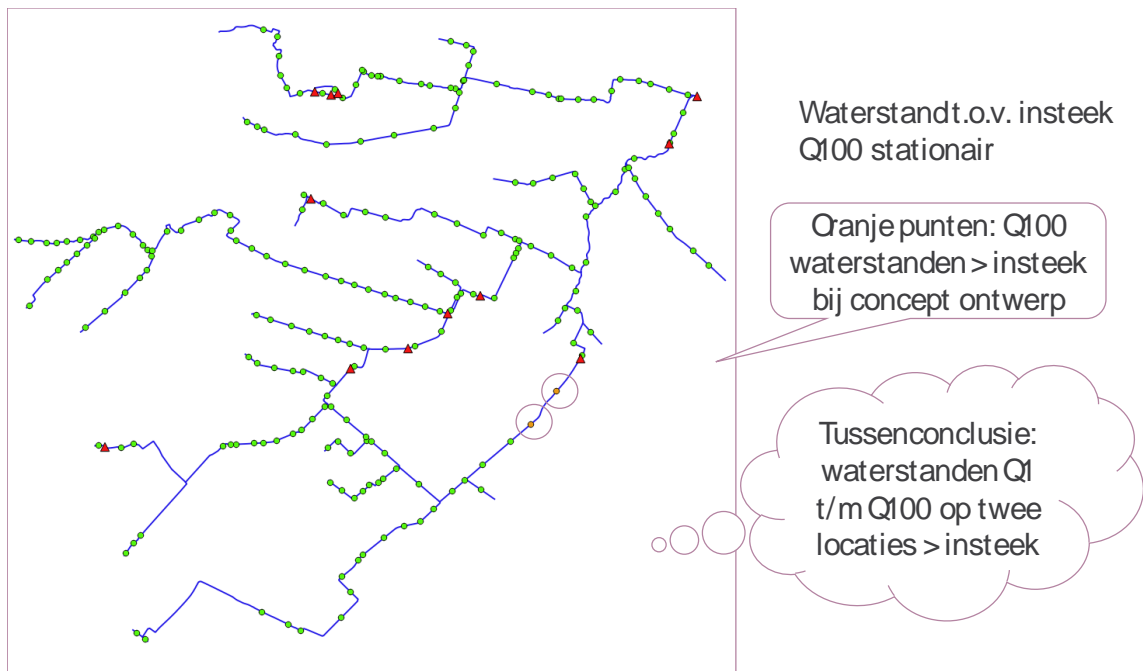 Waterstand t.o.v. insteek
Q100 stationair
Oranje punten: Q100
waterstanden > insteek
bij concept ontwerp
Tussenconclusie:
waterstanden Q1
t/m Q100 op twee
locaties > insteek